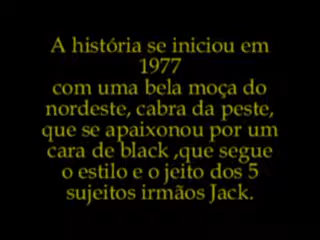 A história se iniciou em
1977
com uma bela moça do
nordeste, cabra da peste,
que se apaixonou por um
cara de black ,que segue
o estilo e o jeito dos 5
sujeitos irmãos Jack.